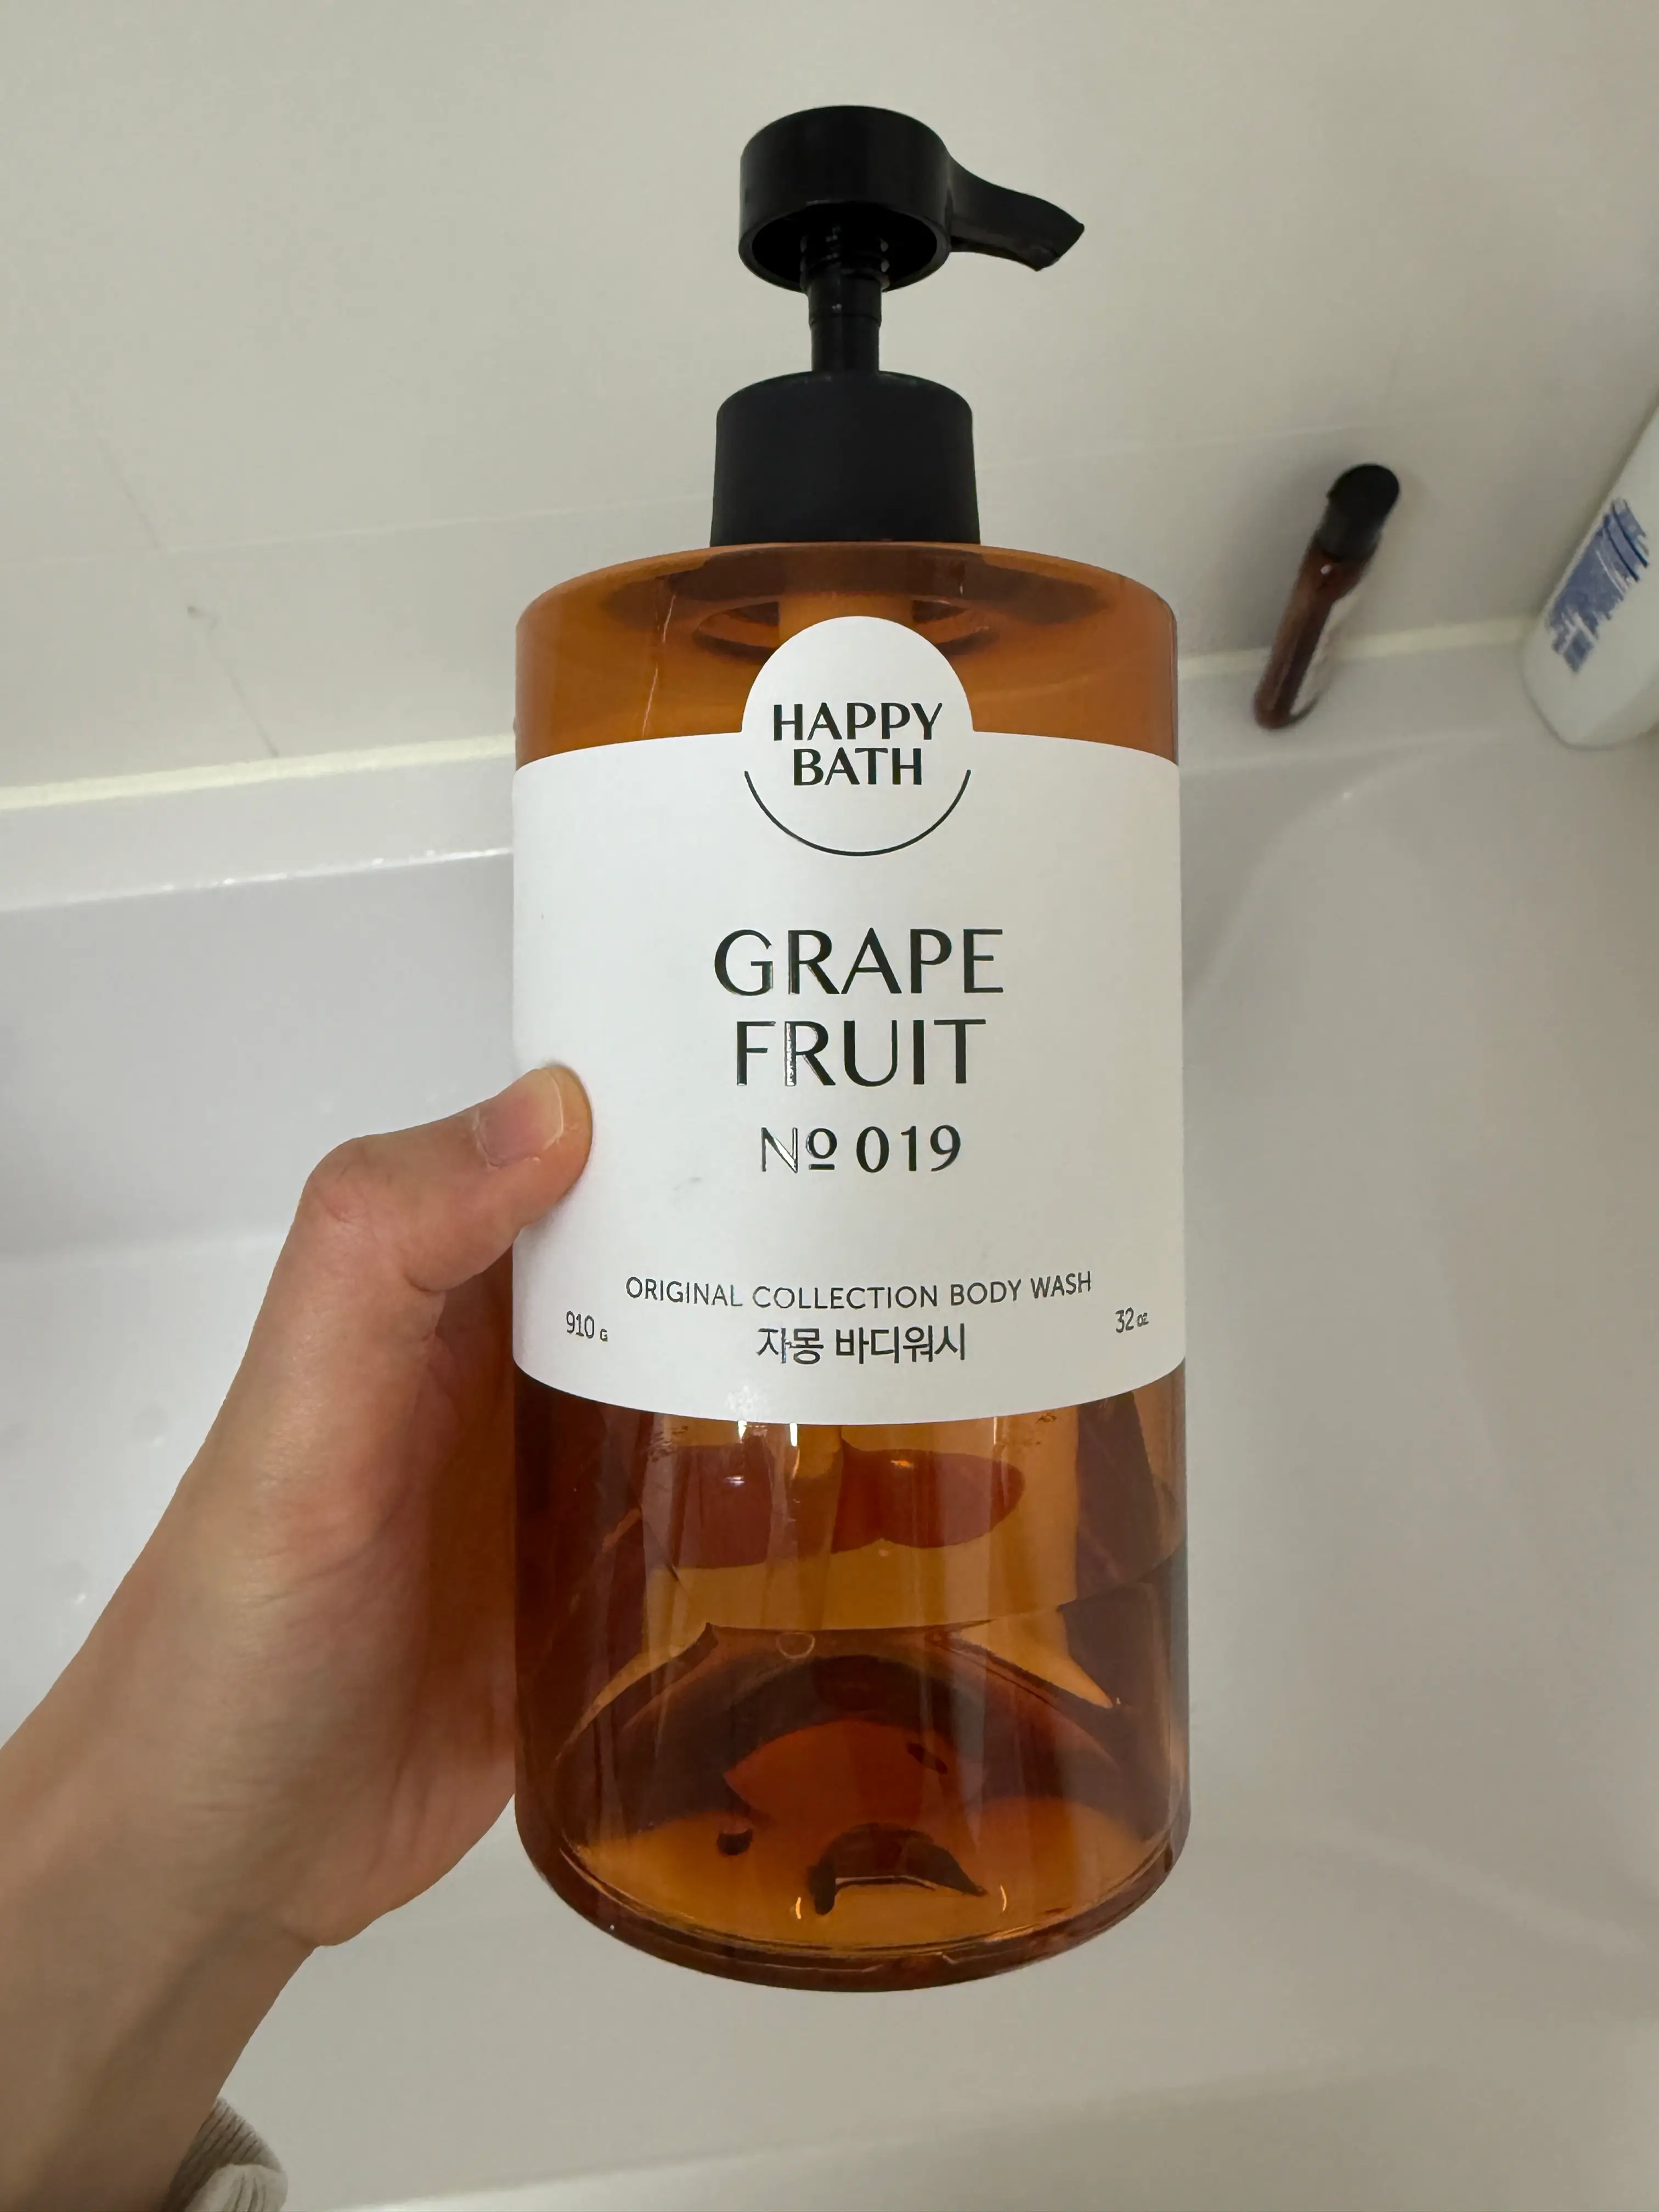 HAPPY
BATH
GRAPE
FRUIT
Nº 019
ORIGINAL COLLECTION BODY WASH
910 G
자몽 바디워시
32 oz